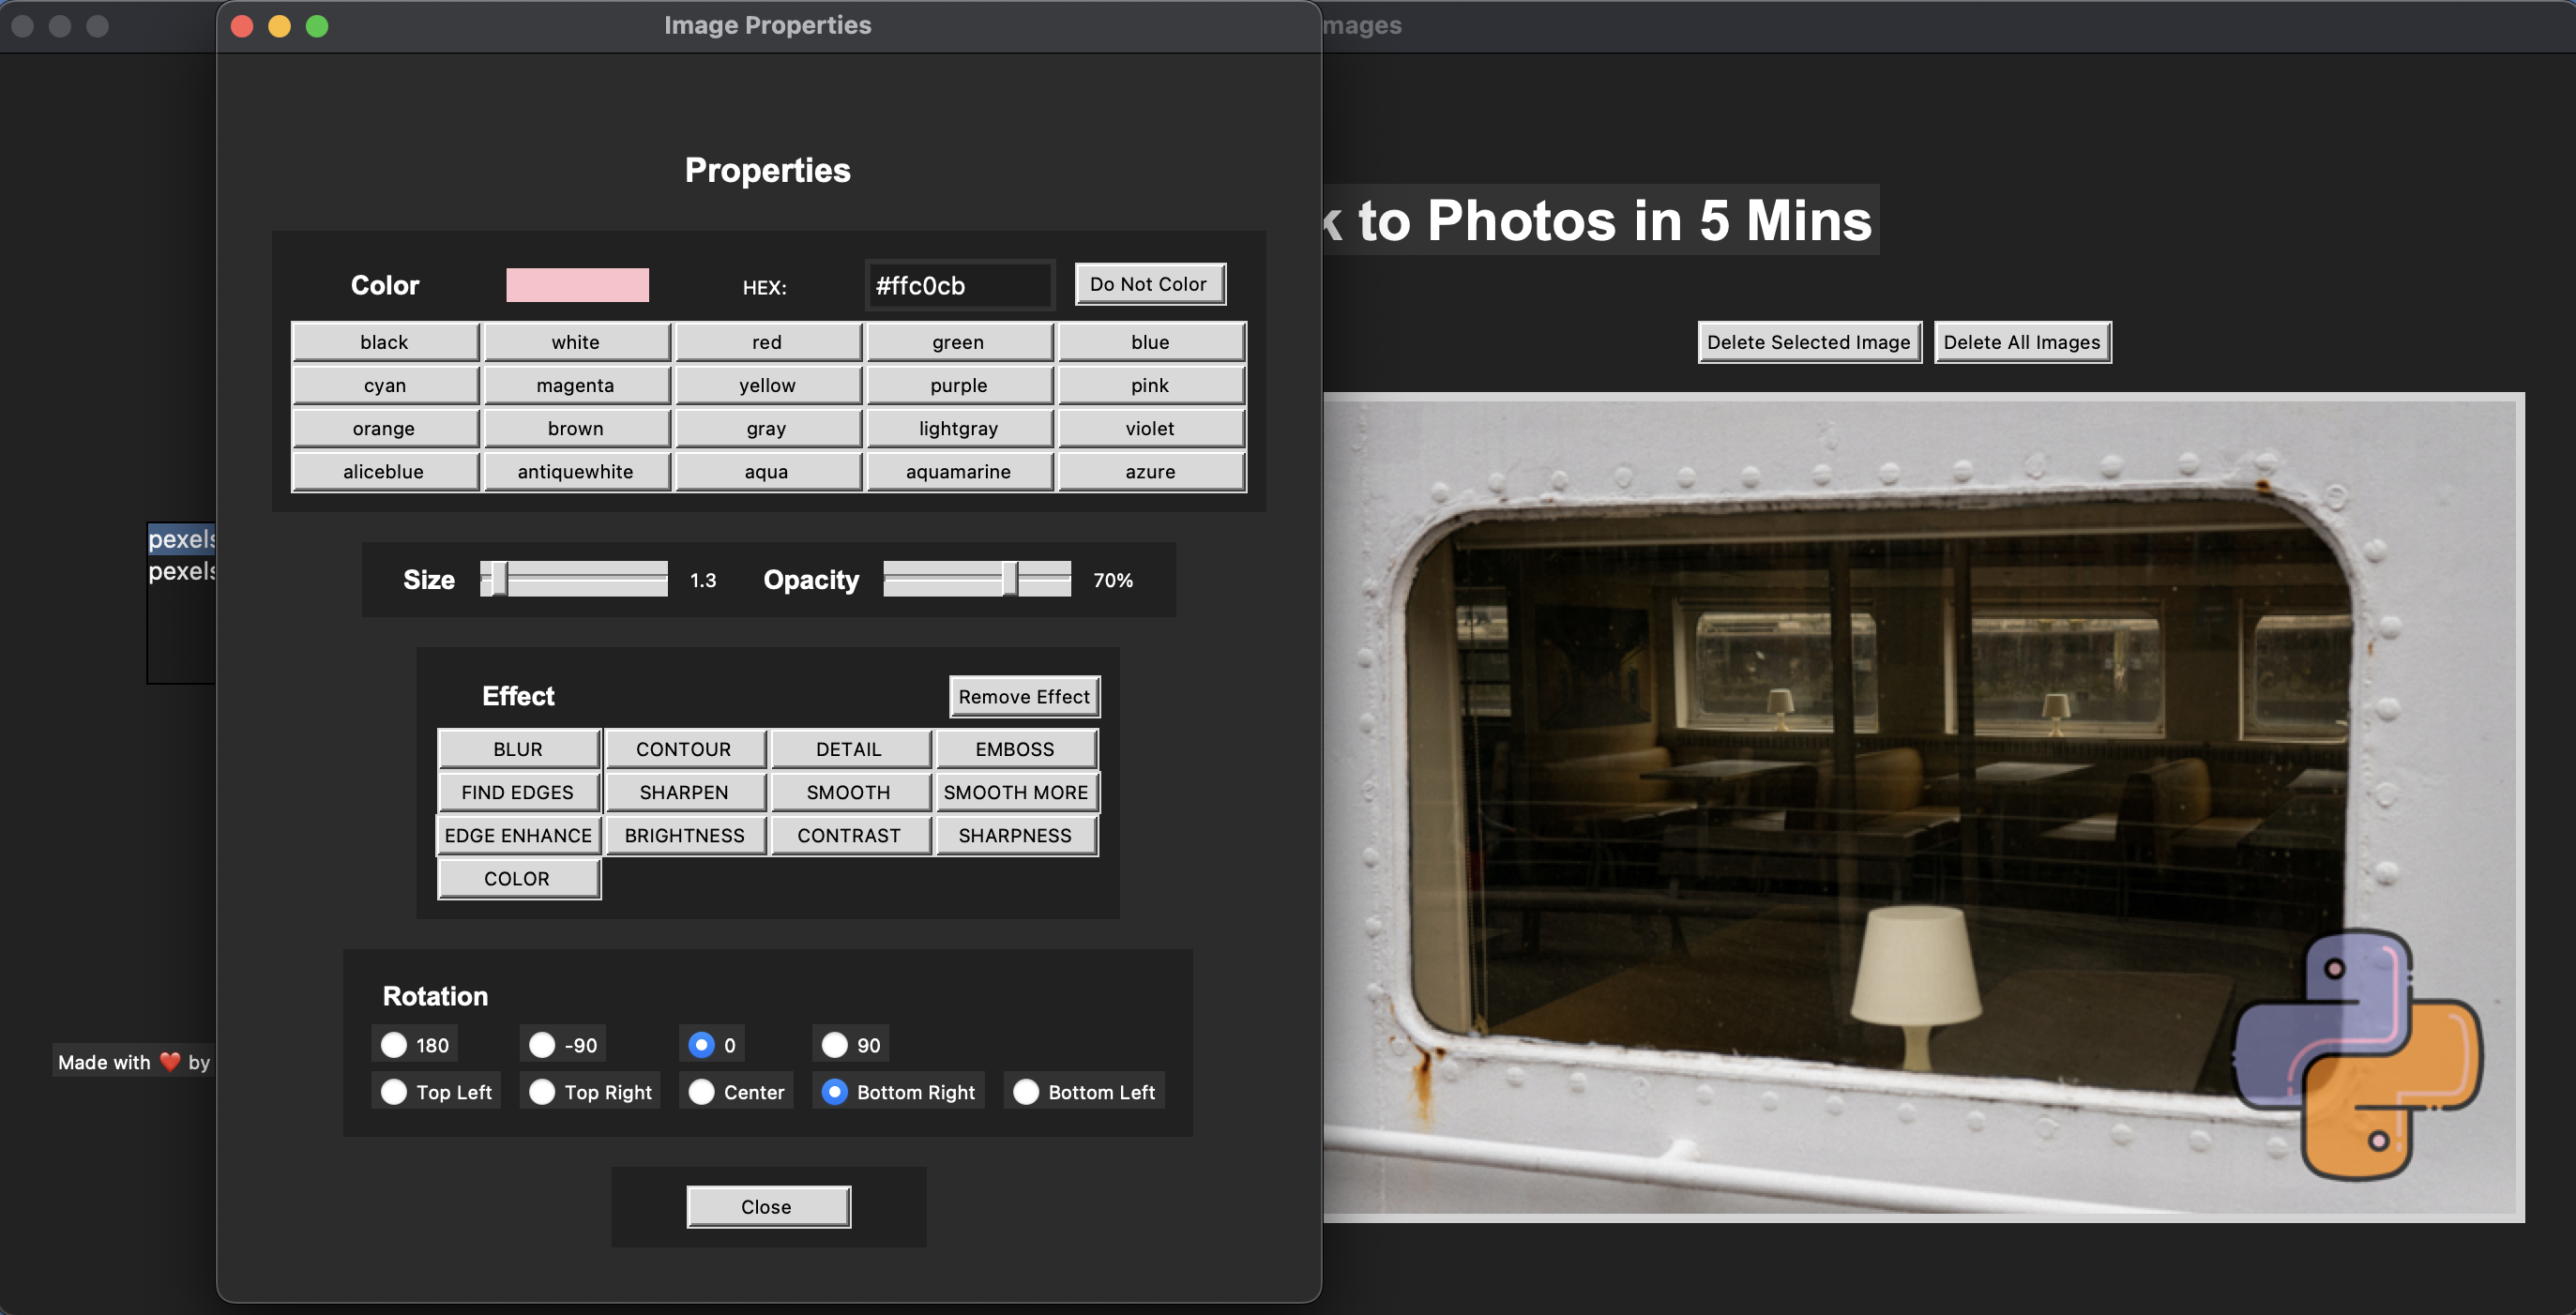 Image Properties
mages
Properties
to Photos in 5 Mins
Color
HEX:
#ffc0cb
Do Not Color
black
white
red
green
blue
cyan
magenta
yellow
purple
pink
orange
brown
gray
lightgray
violet
aliceblue
antiquewhite
aqua
aquamarine
azure
Delete Selected Image
Delete All Images
pexels
pexels
Size
1.3
Opacity
70%
Effect
Remove Effect
BLUR
CONTOUR
DETAIL
EMBOSS
FIND EDGES
SHARPEN
SMOOTH
SMOOTH MORE
EDGE ENHANCE
BRIGHTNESS
CONTRAST
SHARPNESS
COLOR
Rotation
180
-90
0
90
Top Left
Top Right
Center
Bottom Right
Bottom Left
Made with ❤️ by
Close